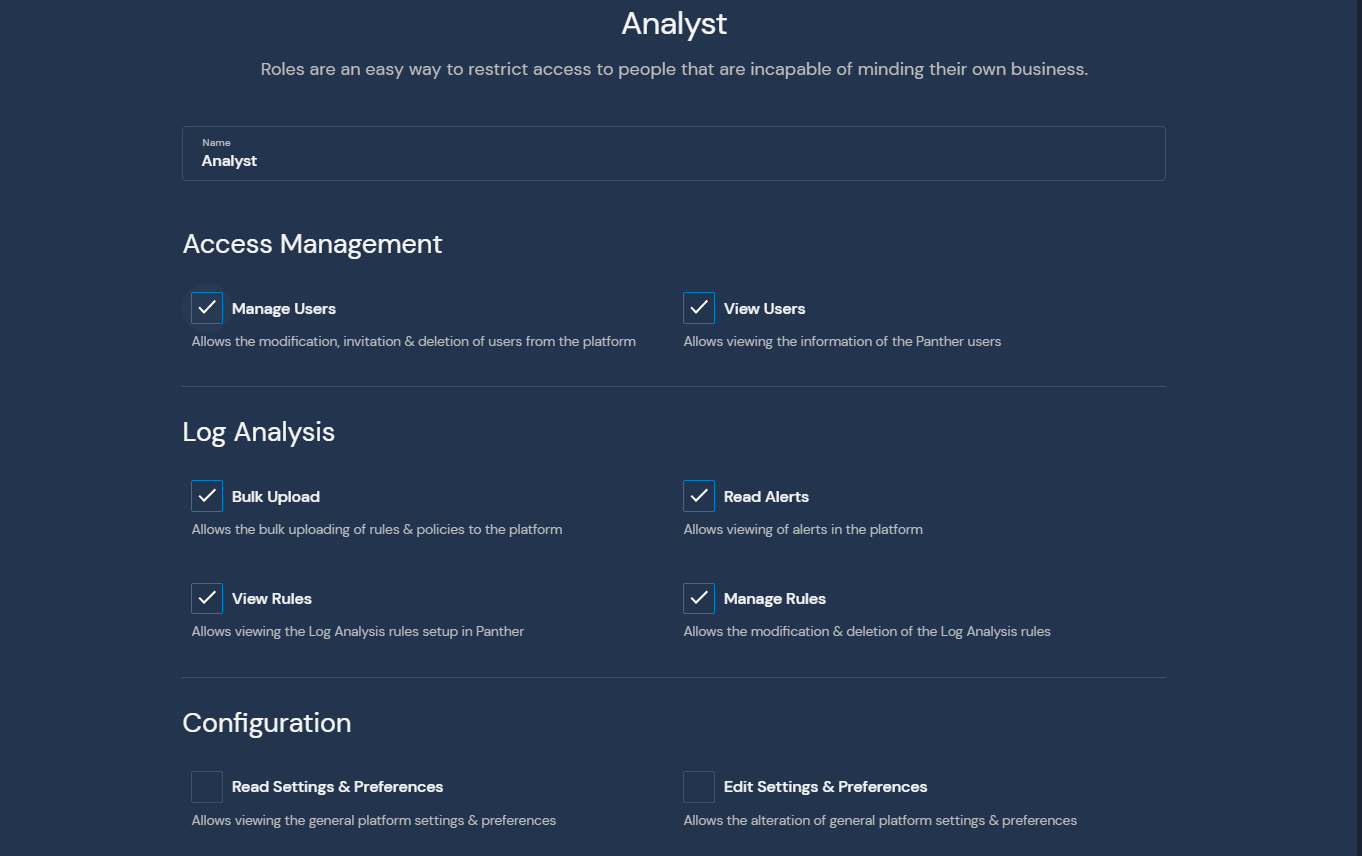 Analyst
Roles are an easy way to restrict access to people that are incapable of minding their own business.
Name
Analyst
Access Management
Manage Users
Allows the modification, invitation & deletion of users from the platform
View Users
Allows viewing the information of the Panther users
Log Analysis
Bulk Upload
Allows the bulk uploading of rules & policies to the platform
Read Alerts
Allows viewing of alerts in the platform
View Rules
Allows viewing the Log Analysis rules setup in Panther
Manage Rules
Allows the modification & deletion of the Log Analysis rules
Configuration
Read Settings & Preferences
Allows viewing the general platform settings & preferences
Edit Settings & Preferences
Allows the alteration of general platform settings & preferences